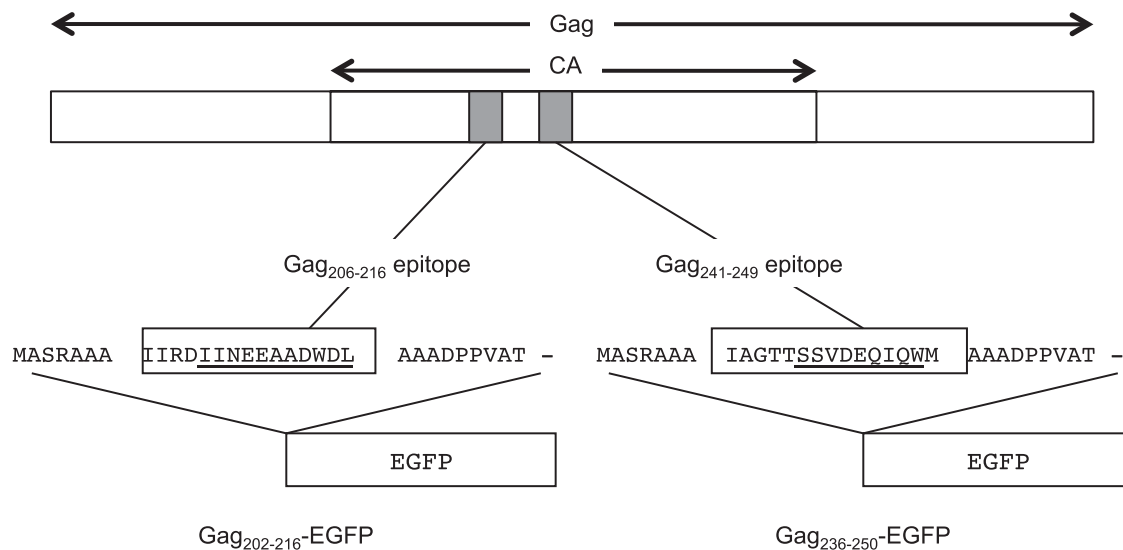 Gag
CA
Gag206-216 epitope
Gag241-249 epitope
MASRAAA IIRDIINEEAADWDL AAADPPVAT –
MASRAAA IAGTTSSVDEQIQWM AAADPPVAT –
EGFP
EGFP
Gag202-216-EGFP
Gag236-250-EGFP